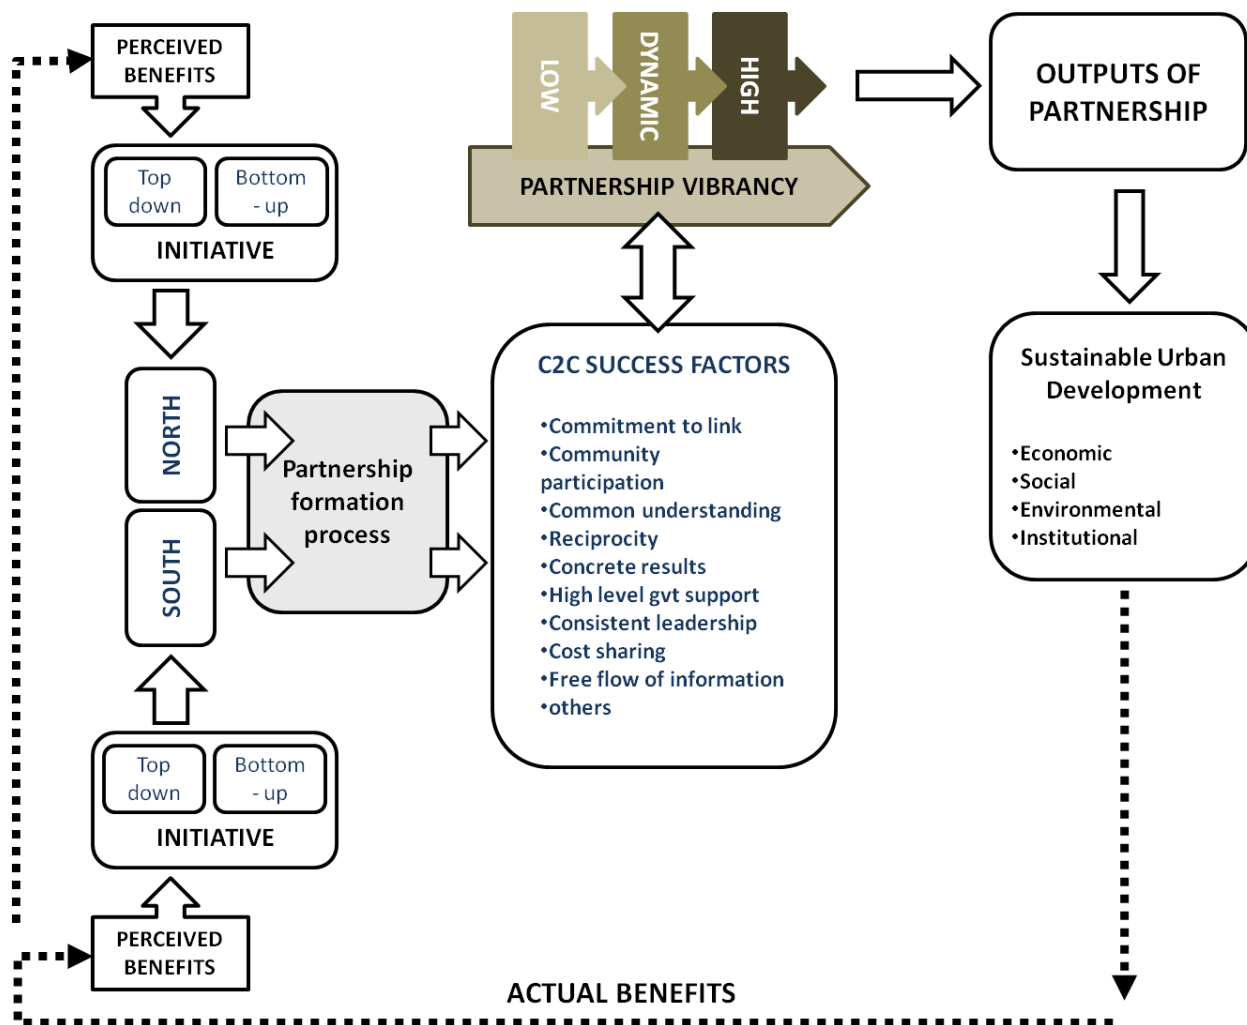 PERCEIVED
BENEFITS
Top
down
Bottom
- up
INITIATIVE
NORTH
SOUTH
Top
down
Bottom
- up
INITIATIVE
PERCEIVED
BENEFITS
Partnership
formation
process
LOW
DYNAMIC
HIGH
PARTNERSHIP VIBRANCY
C2C SUCCESS FACTORS
•Commitment to link
•Community
participation
•Common understanding
•Reciprocity
•Concrete results
•High level gvt support
•Consistent leadership
•Cost sharing
•Free flow of information
•others
OUTPUTS OF
PARTNERSHIP
Sustainable Urban
Development
•Economic
•Social
•Environmental
•Institutional
ACTUAL BENEFITS